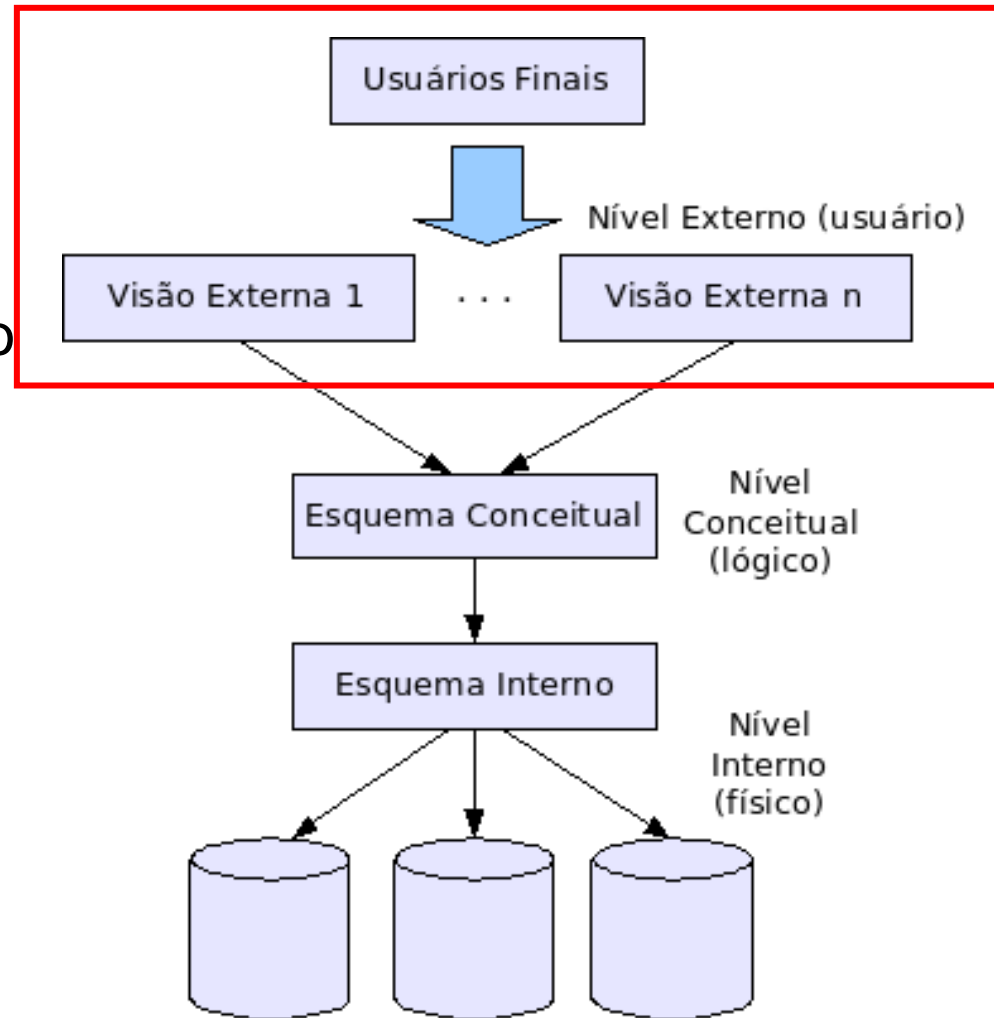 Usuários Finais
Nível Externo (usuário)
Visão Externa 1
. . .
Visão Externa n
o
Esquema Conceitual
Nível
Conceitual
(lógico)
Esquema Interno
Nível
Interno
(físico)